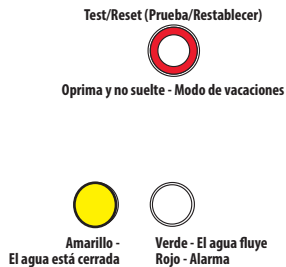 Test/Reset (Prueba/Restablecer)
Oprima y no suelte - Modo de vacaciones
Amarillo -
El agua está cerrada
Verde - El agua fluye
Rojo - Alarma